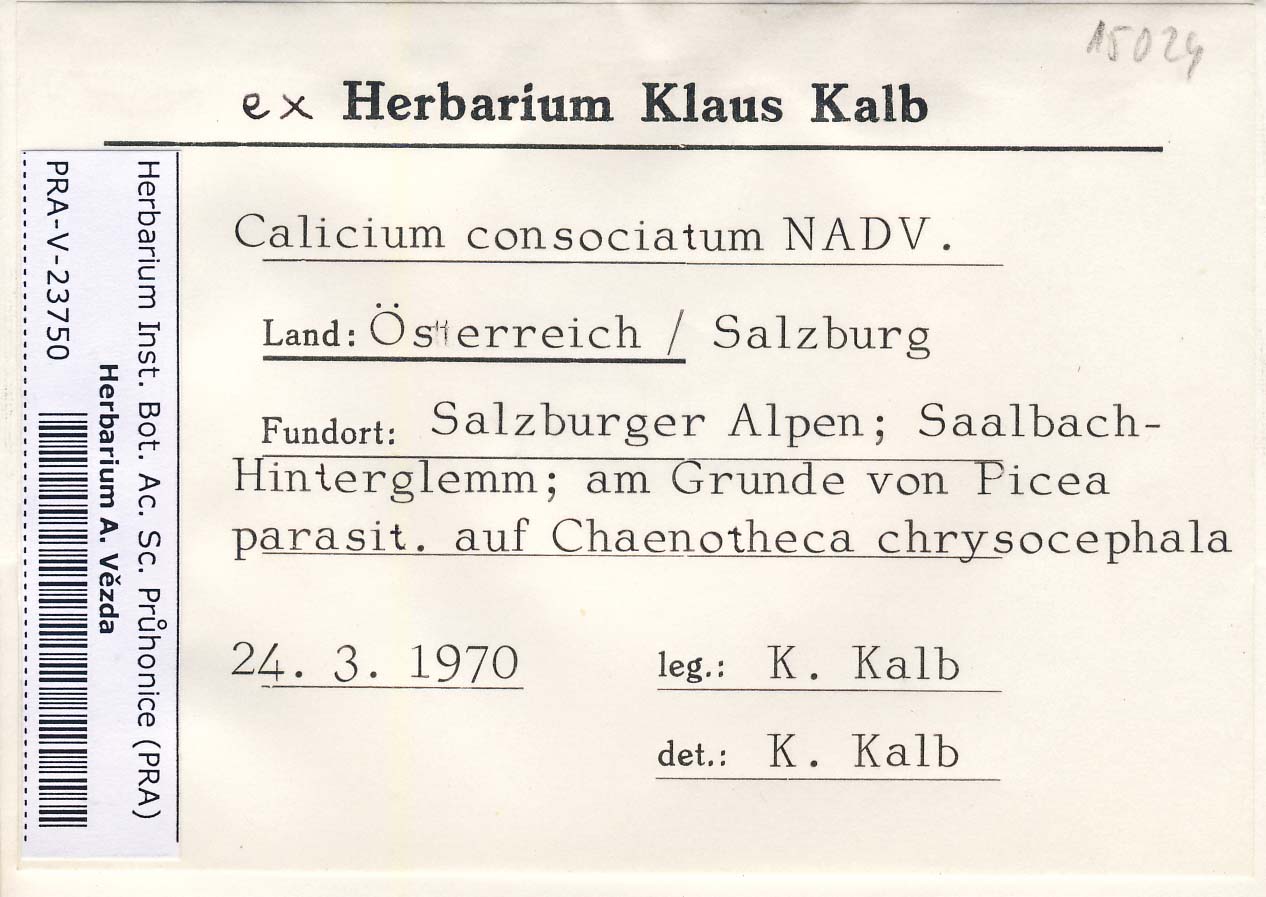 15024
ex Herbarium Klaus Kalb
Calicium consociatum NADV.
Land: Österreich / Salzburg
Fundort: Salzburger Alpen; Saalbach-
Hinterglemm; am Grunde von Picea
parasit. auf Chaenotheca chrysocephala
24. 3. 1970
leg.: K. Kalb
det.: K. Kalb
Herbarium Inst. Bot. Ac. Sc. Průhonice (PRA)
Herbarium A. Vězda
PRA-V-23750